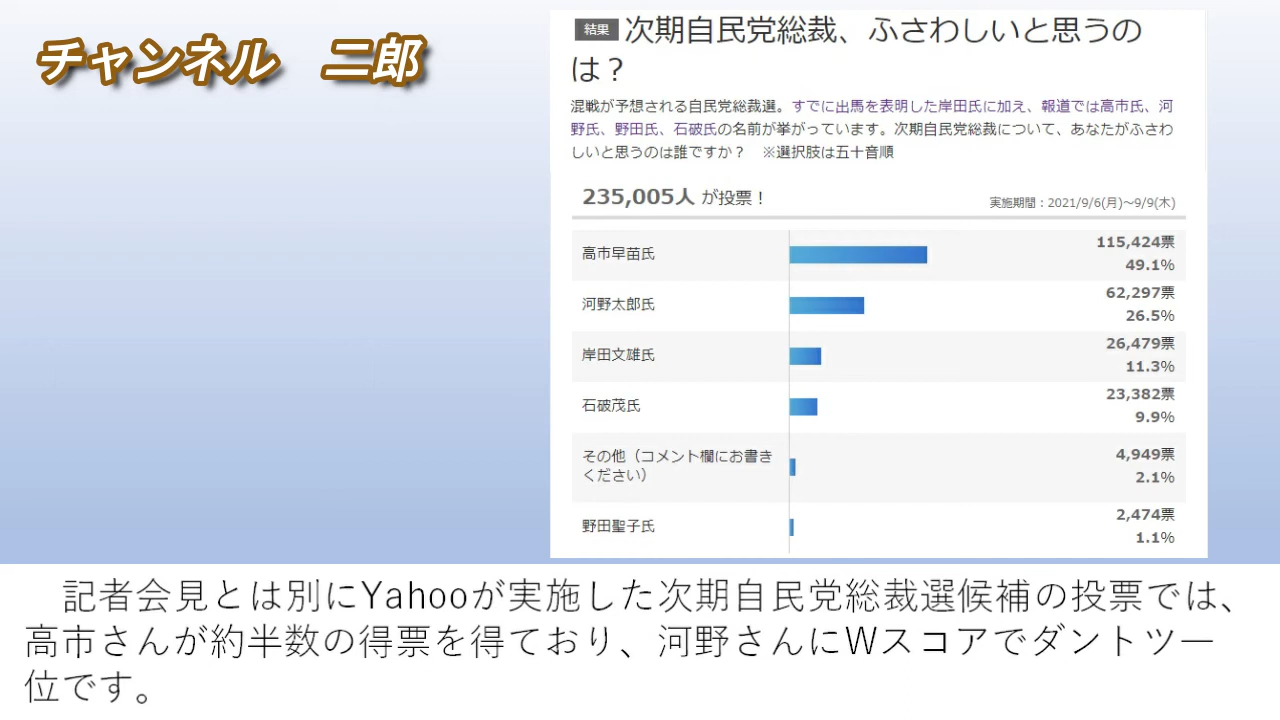 チャンネル　二郎
結果 次期自民党総裁、ふさわしいと思うの
は？
混戦が予想される自民党総裁選。すでに出馬を表明した岸田氏に加え、報道では高市氏、河
野氏、野田氏、石破氏の名前が挙がっています。次期自民党総裁について、あなたがふさわ
しいと思うのは誰ですか？　※選択肢は五十音順
235,005人 が投票！
実施期間：2021/9/6(月)～9/9(木)
高市早苗氏
115,424票
49.1%
河野太郎氏
62,297票
26.5%
岸田文雄氏
26,479票
11.3%
石破茂氏
23,382票
9.9%
その他（コメント欄にお書き
ください）
4,949票
2.1%
野田聖子氏
2,474票
1.1%
　記者会見とは別にYahooが実施した次期自民党総裁選候補の投票では、
高市さんが約半数の得票を得ており、河野さんにWスコアでダントツ一
位です。